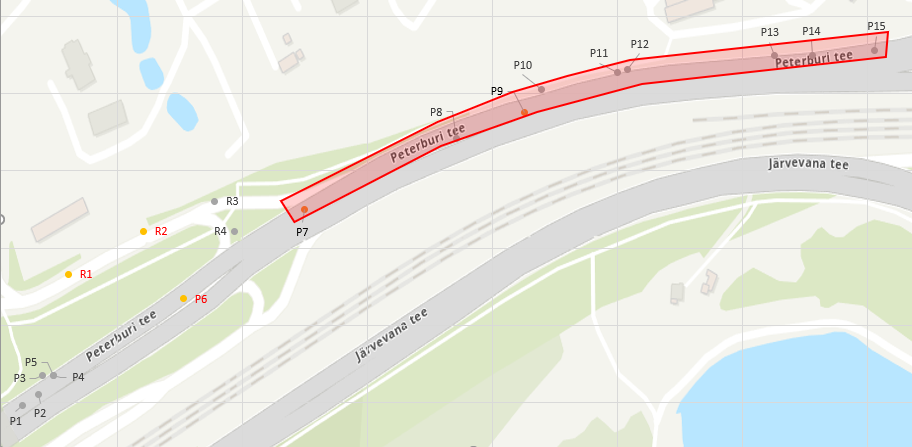 P15
P13
P14
P12
P11
Peterburi tee
P10
P9
P8
Peterburi tee
Järvevana tee
R3
R2
R4
P7
R1
P6
Peterburi tee
Järvevana tee
P5
P3
P4
P2
P1